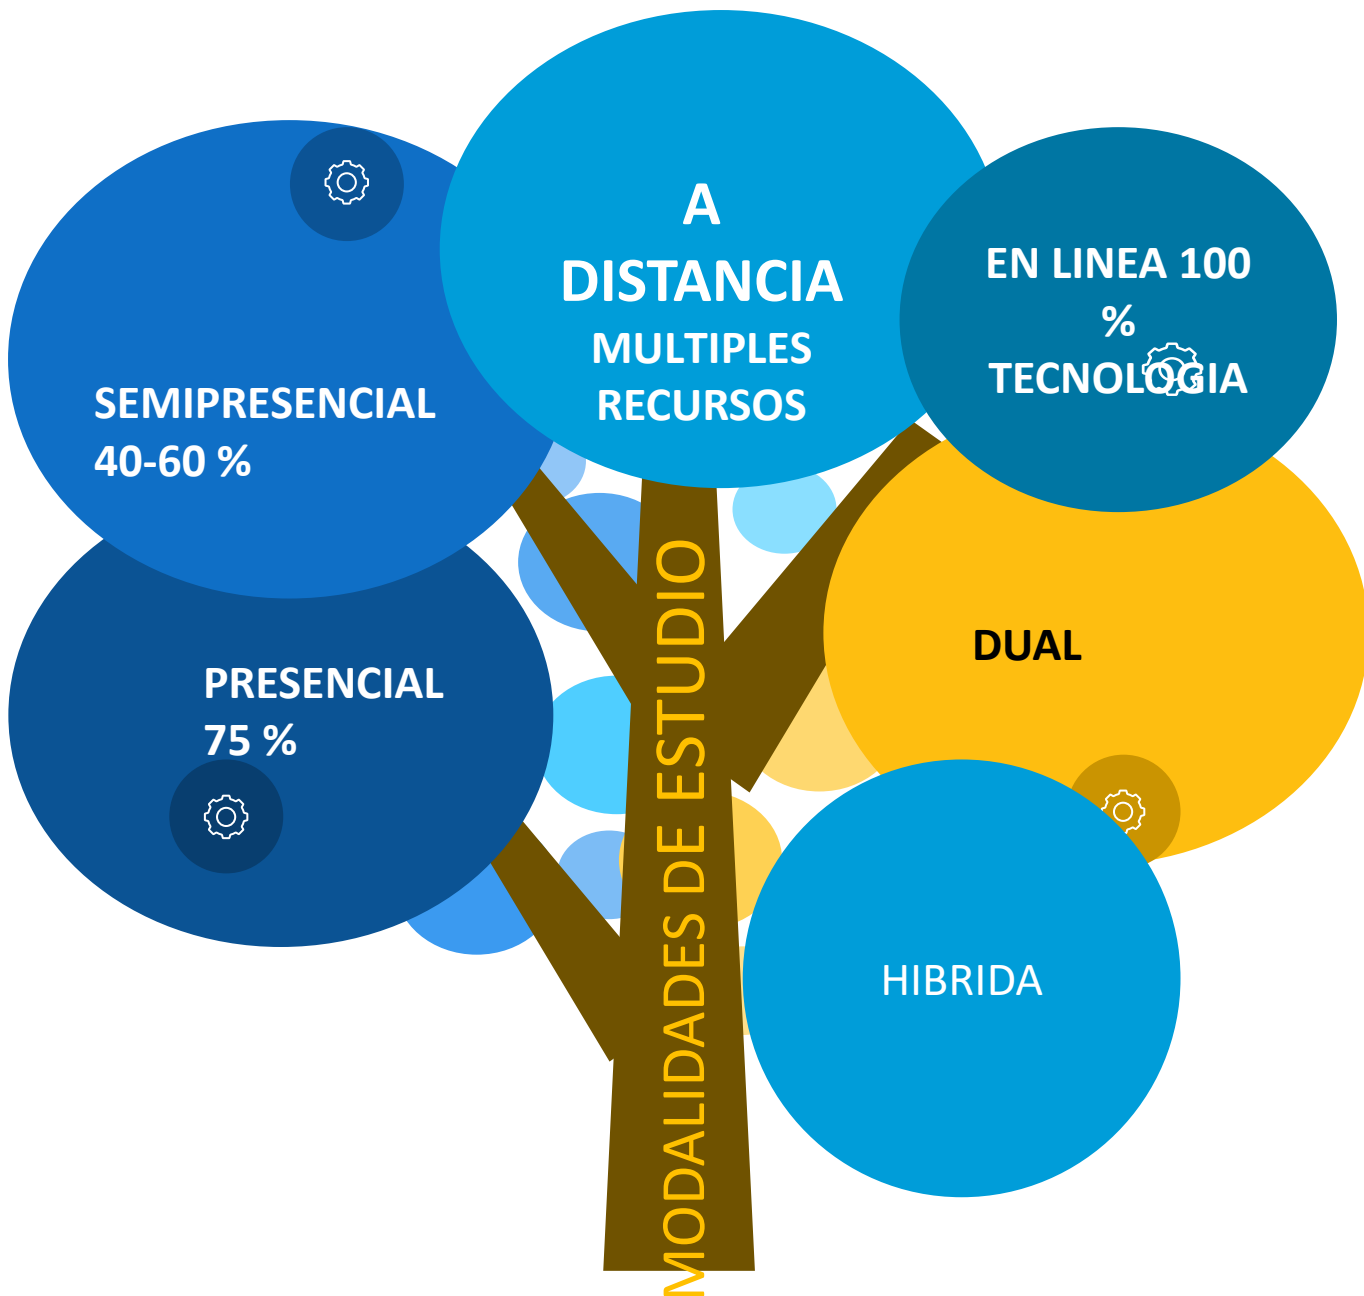 A
DISTANCIA
MULTIPLES
RECURSOS
EN LINEA 100
%
TECNOLOGIA
SEMIPRESENCIAL
40-60 %
PRESENCIAL
75 %
DUAL
HIBRIDA
MODALIDADES DE ESTUDIO